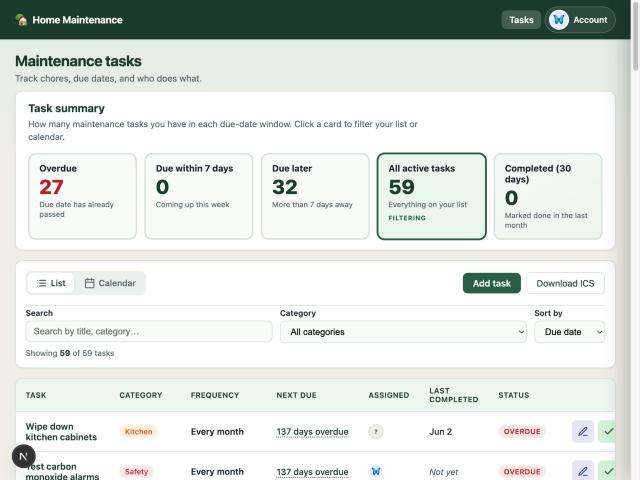 Home Maintenance
Tasks
Account
Maintenance tasks
Track chores, due dates, and who does what.
Task summary
How many maintenance tasks you have in each due-date window. Click a card to filter your list or
calendar.
Overdue
27
Due date has already
passed
Due within 7 days
0
Coming up this week
Due later
32
More than 7 days away
All active tasks
59
Everything on your list
FILTERING
Completed (30
days)
0
Marked done in the last
month
List
Calendar
Add task
Download ICS
Search
Category
Sort by
Search by title, category…
All categories
Due date
Showing 59 of 59 tasks
TASK
CATEGORY
FREQUENCY
NEXT DUE
ASSIGNED
LAST
COMPLETED
STATUS
Wipe down
kitchen cabinets
Kitchen
Every month
137 days overdue
?
Jun 2
OVERDUE
N
Test carbon
monoxide alarms
Safety
Every month
137 days overdue
Not yet
OVERDUE